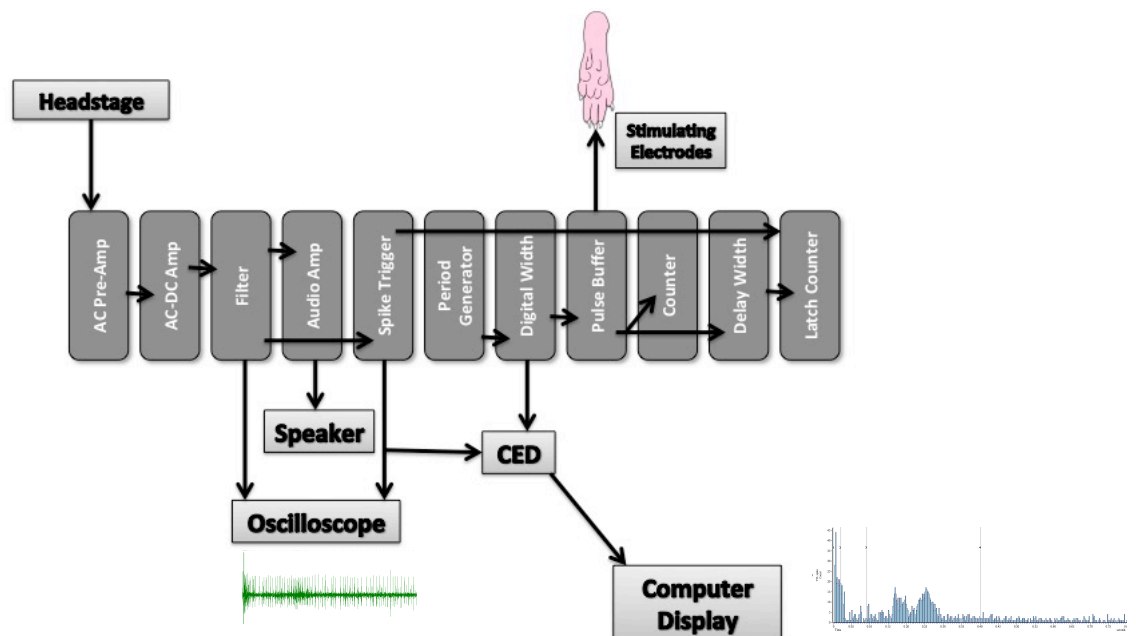 Headstage
Stimulating
Electrodes
AC Pre-Amp
AC-DC Amp
Filter
Audio Amp
Spike Trigger
Period
Generator
Digital Width
Pulse Buffer
Counter
Delay Width
Latch Counter
Speaker
CED
Oscilloscope
Computer
Display